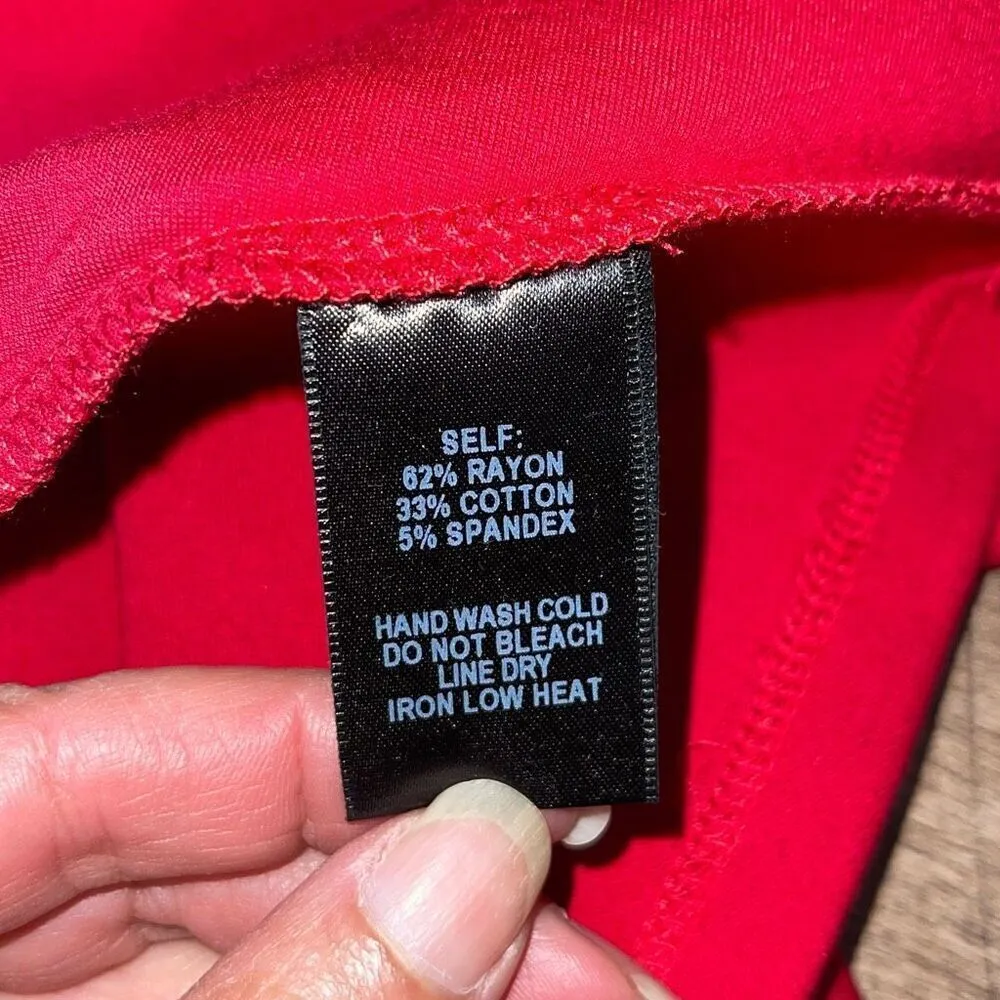 SELF:
62% RAYON
33% COTTON
5% SPANDEX
HAND WASH COLD
DO NOT BLEACH
LINE DRY
IRON LOW HEAT